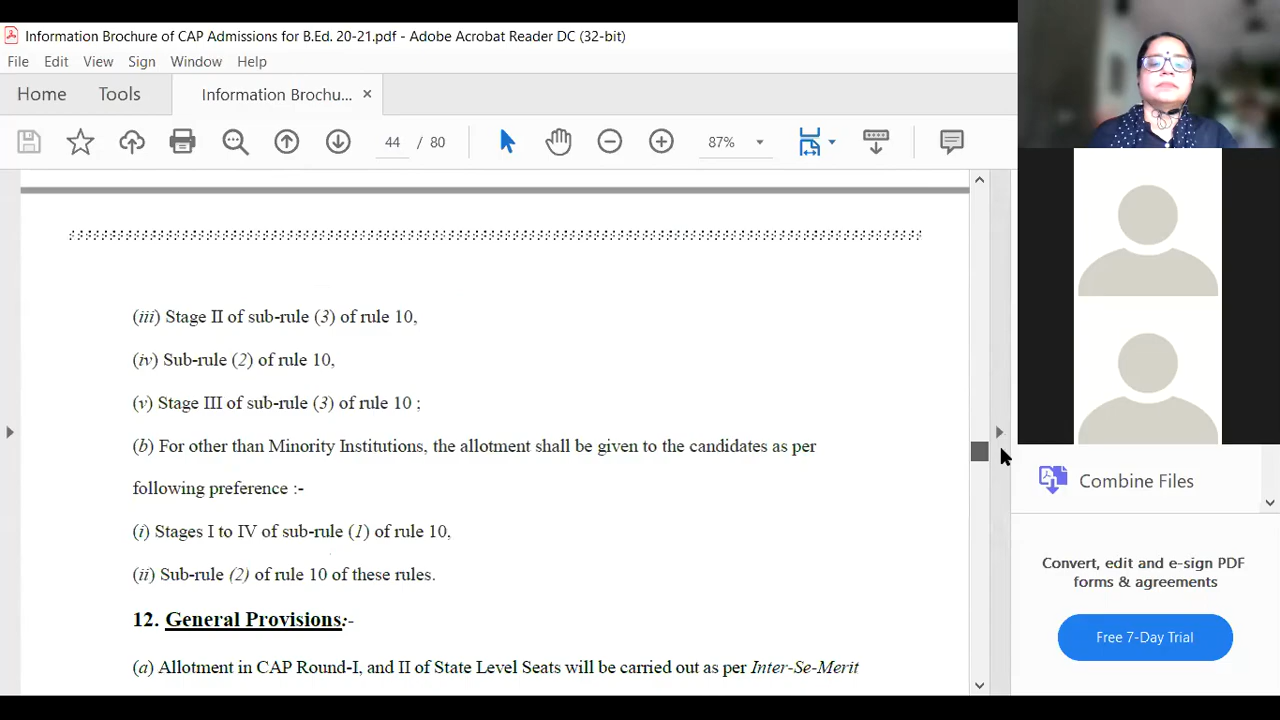 Information Brochure of CAP Admissions for B.Ed. 20-21.pdf - Adobe Acrobat Reader DC (32-bit)
File Edit View Sign Window Help
Home Tools Information Brochu... ×
44 / 80 87%
(iii) Stage II of sub-rule (3) of rule 10,
(iv) Sub-rule (2) of rule 10,
(v) Stage III of sub-rule (3) of rule 10 ;
(b) For other than Minority Institutions, the allotment shall be given to the candidates as per
following preference :-
(i) Stages I to IV of sub-rule (1) of rule 10,
(ii) Sub-rule (2) of rule 10 of these rules.
12. General Provisions:-
(a) Allotment in CAP Round-I, and II of State Level Seats will be carried out as per Inter-Se-Merit
Combine Files
Convert, edit and e-sign PDF
forms & agreements
Free 7-Day Trial